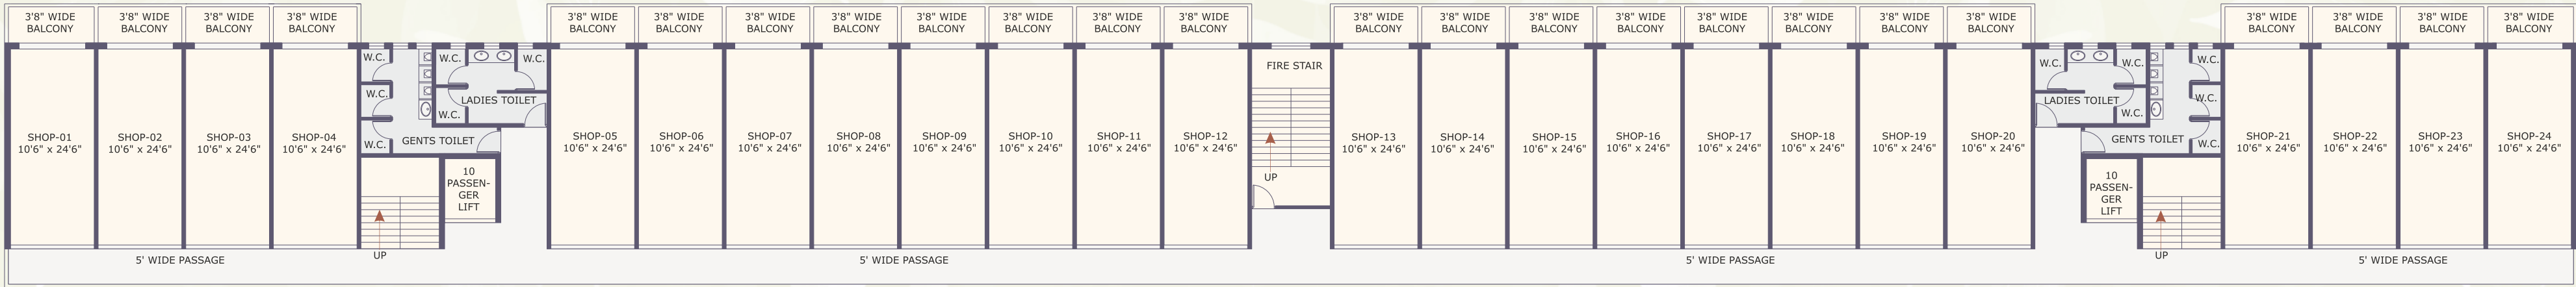 3'8" WIDE
BALCONY
3'8" WIDE
BALCONY
3'8" WIDE
BALCONY
3'8" WIDE
BALCONY
3'8" WIDE
BALCONY
3'8" WIDE
BALCONY
3'8" WIDE
BALCONY
3'8" WIDE
BALCONY
3'8" WIDE
BALCONY
3'8" WIDE
BALCONY
3'8" WIDE
BALCONY
3'8" WIDE
BALCONY
3'8" WIDE
BALCONY
3'8" WIDE
BALCONY
3'8" WIDE
BALCONY
3'8" WIDE
BALCONY
3'8" WIDE
BALCONY
3'8" WIDE
BALCONY
3'8" WIDE
BALCONY
3'8" WIDE
BALCONY
3'8" WIDE
BALCONY
3'8" WIDE
BALCONY
3'8" WIDE
BALCONY
3'8" WIDE
BALCONY
SHOP-01
10'6" x 24'6"
SHOP-02
10'6" x 24'6"
SHOP-03
10'6" x 24'6"
SHOP-04
10'6" x 24'6"
W.C.
W.C.
W.C.
GENTS TOILET
W.C.
W.C.
W.C.
LADIES TOILET
10
PASSEN-
GER
LIFT
UP
SHOP-05
10'6" x 24'6"
SHOP-06
10'6" x 24'6"
SHOP-07
10'6" x 24'6"
SHOP-08
10'6" x 24'6"
SHOP-09
10'6" x 24'6"
SHOP-10
10'6" x 24'6"
SHOP-11
10'6" x 24'6"
SHOP-12
10'6" x 24'6"
FIRE STAIR
UP
SHOP-13
10'6" x 24'6"
SHOP-14
10'6" x 24'6"
SHOP-15
10'6" x 24'6"
SHOP-16
10'6" x 24'6"
SHOP-17
10'6" x 24'6"
SHOP-18
10'6" x 24'6"
SHOP-19
10'6" x 24'6"
SHOP-20
10'6" x 24'6"
W.C.
W.C.
W.C.
LADIES TOILET
W.C.
W.C.
W.C.
GENTS TOILET
10
PASSEN-
GER
LIFT
UP
SHOP-21
10'6" x 24'6"
SHOP-22
10'6" x 24'6"
SHOP-23
10'6" x 24'6"
SHOP-24
10'6" x 24'6"
5' WIDE PASSAGE
5' WIDE PASSAGE
5' WIDE PASSAGE
5' WIDE PASSAGE